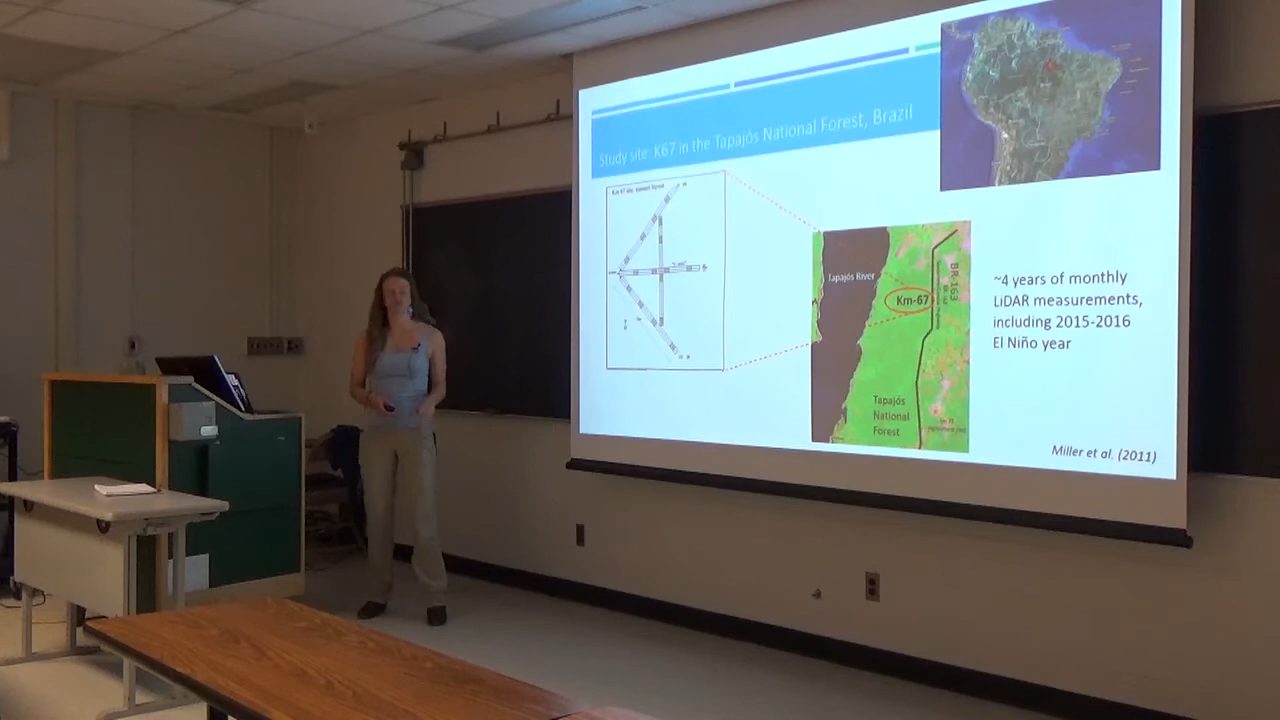 Study site: K67 in the Tapajós National Forest, Brazil
Tapajós River
BR-163
Km-67
~4 years of monthly
LiDAR measurements,
including 2015-2016
El Niño year
Tapajós
National
Forest
Miller et al. (2011)